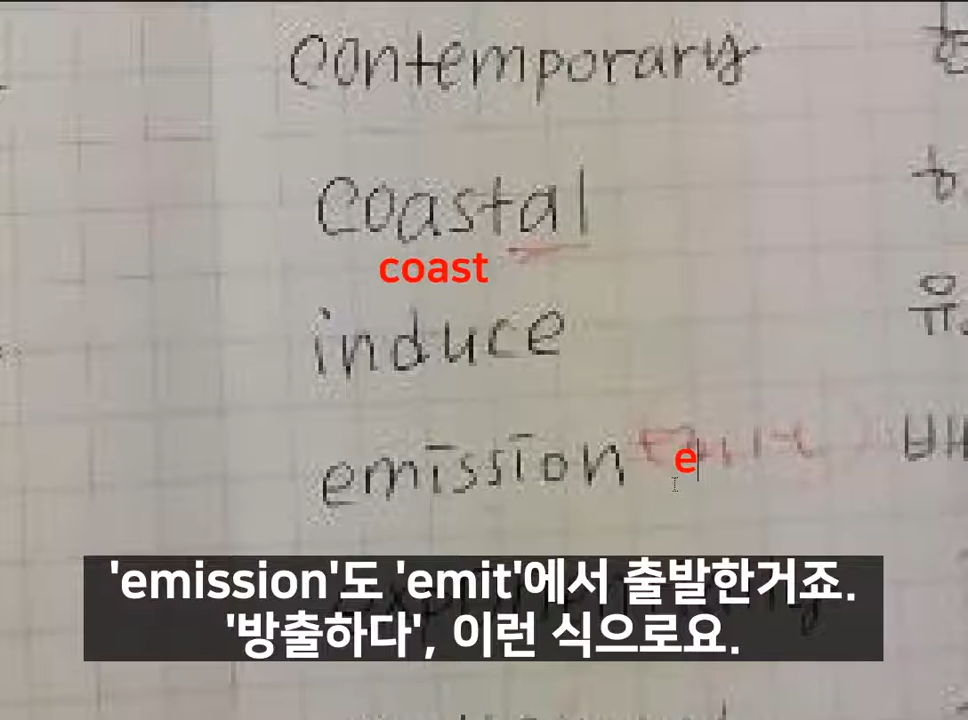 contemporary
coastal
coast
induce
emission
e
'emission'도 'emit'에서 출발한거죠.
'방출하다', 이런 식으로요.